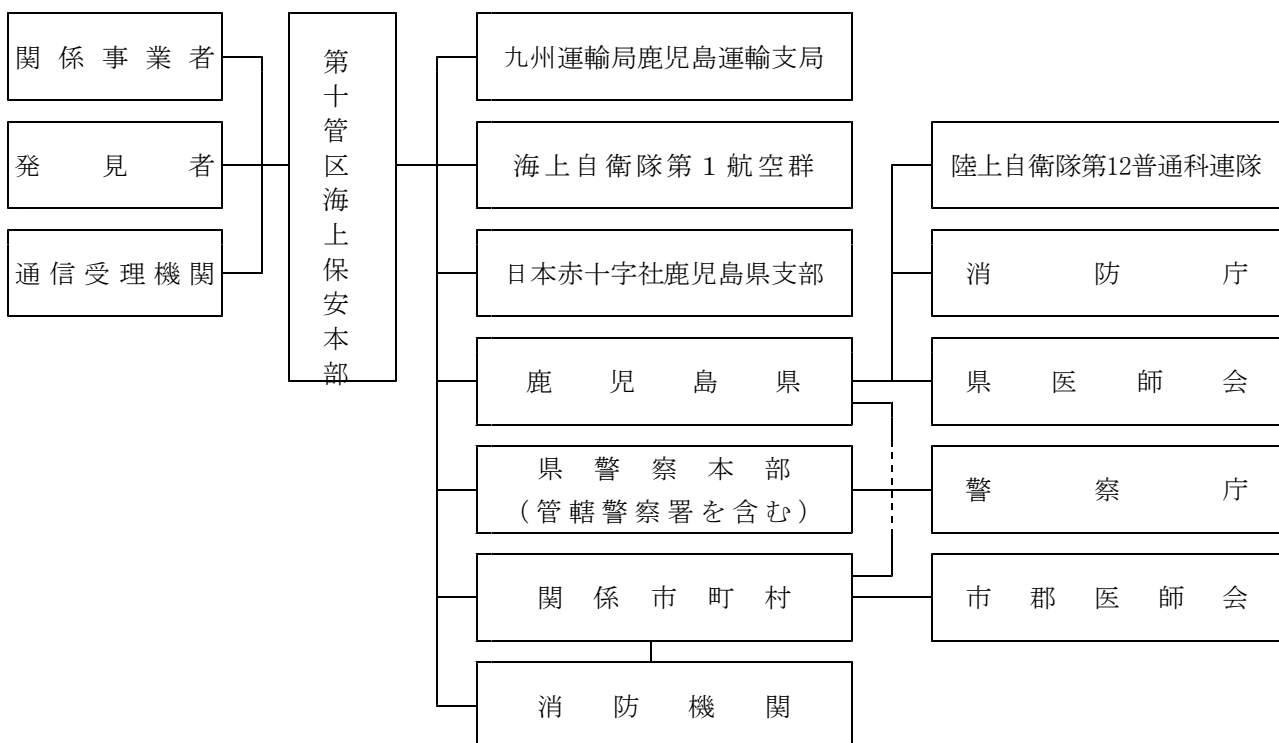 関係事業者
発見者
通信受理機関
第十管区海上保安本部
九州運輸局鹿児島運輸支局
海上自衛隊第１航空群
日本赤十字社鹿児島県支部
鹿児島県
県警察本部
(管轄警察署を含む)
関係市町村
消防機関
陸上自衛隊第12普通科連隊
消防庁
県医師会
警察庁
市郡医師会